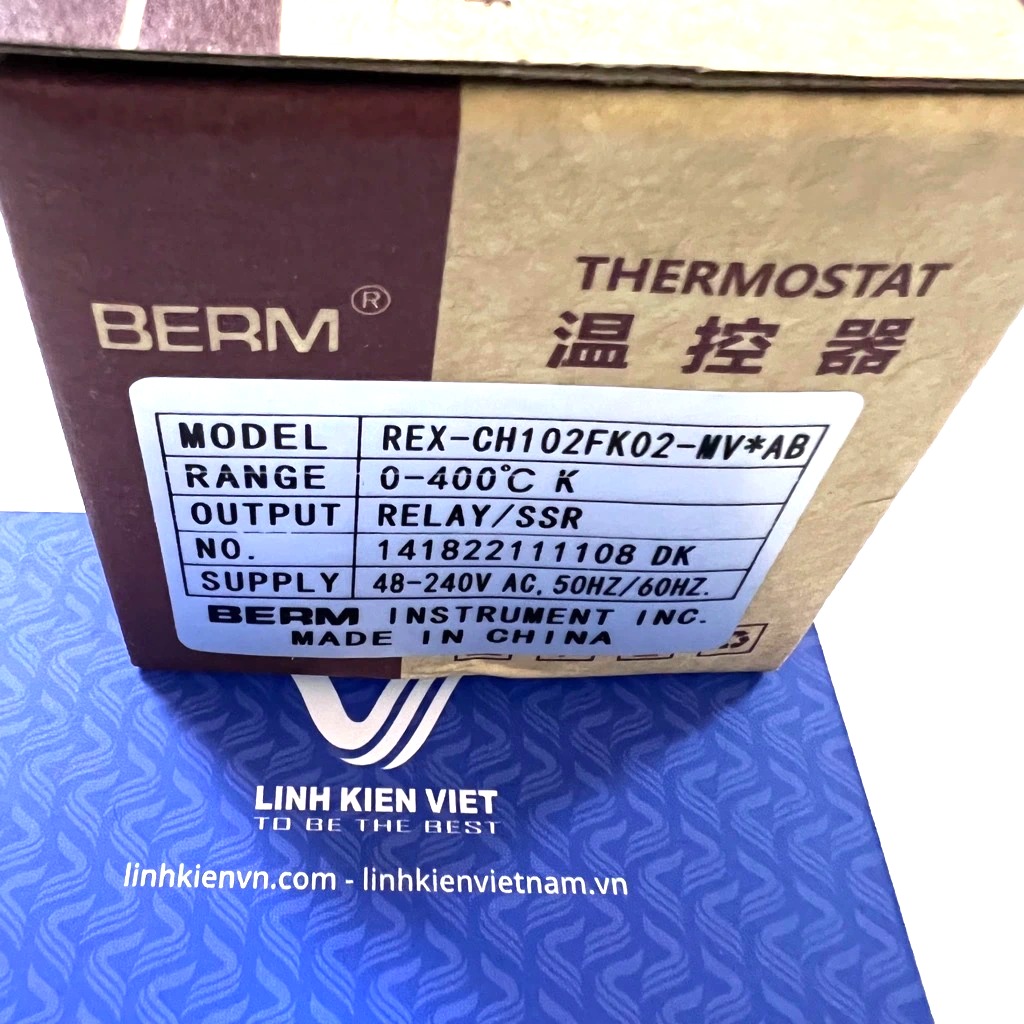 BERM®
THERMOSTAT
温控器
MODEL REX-CH102FK02-MV*AB
RANGE 0-400℃ K
OUTPUT RELAY/SSR
NO. 141822111108 DK
SUPPLY 48-240V AC, 50HZ/60HZ.
BERM INSTRUMENT INC.
MADE IN CHINA
LINH KIEN VIET
TO BE THE BEST
linhkienvn.com - linhkienvietnam.vn